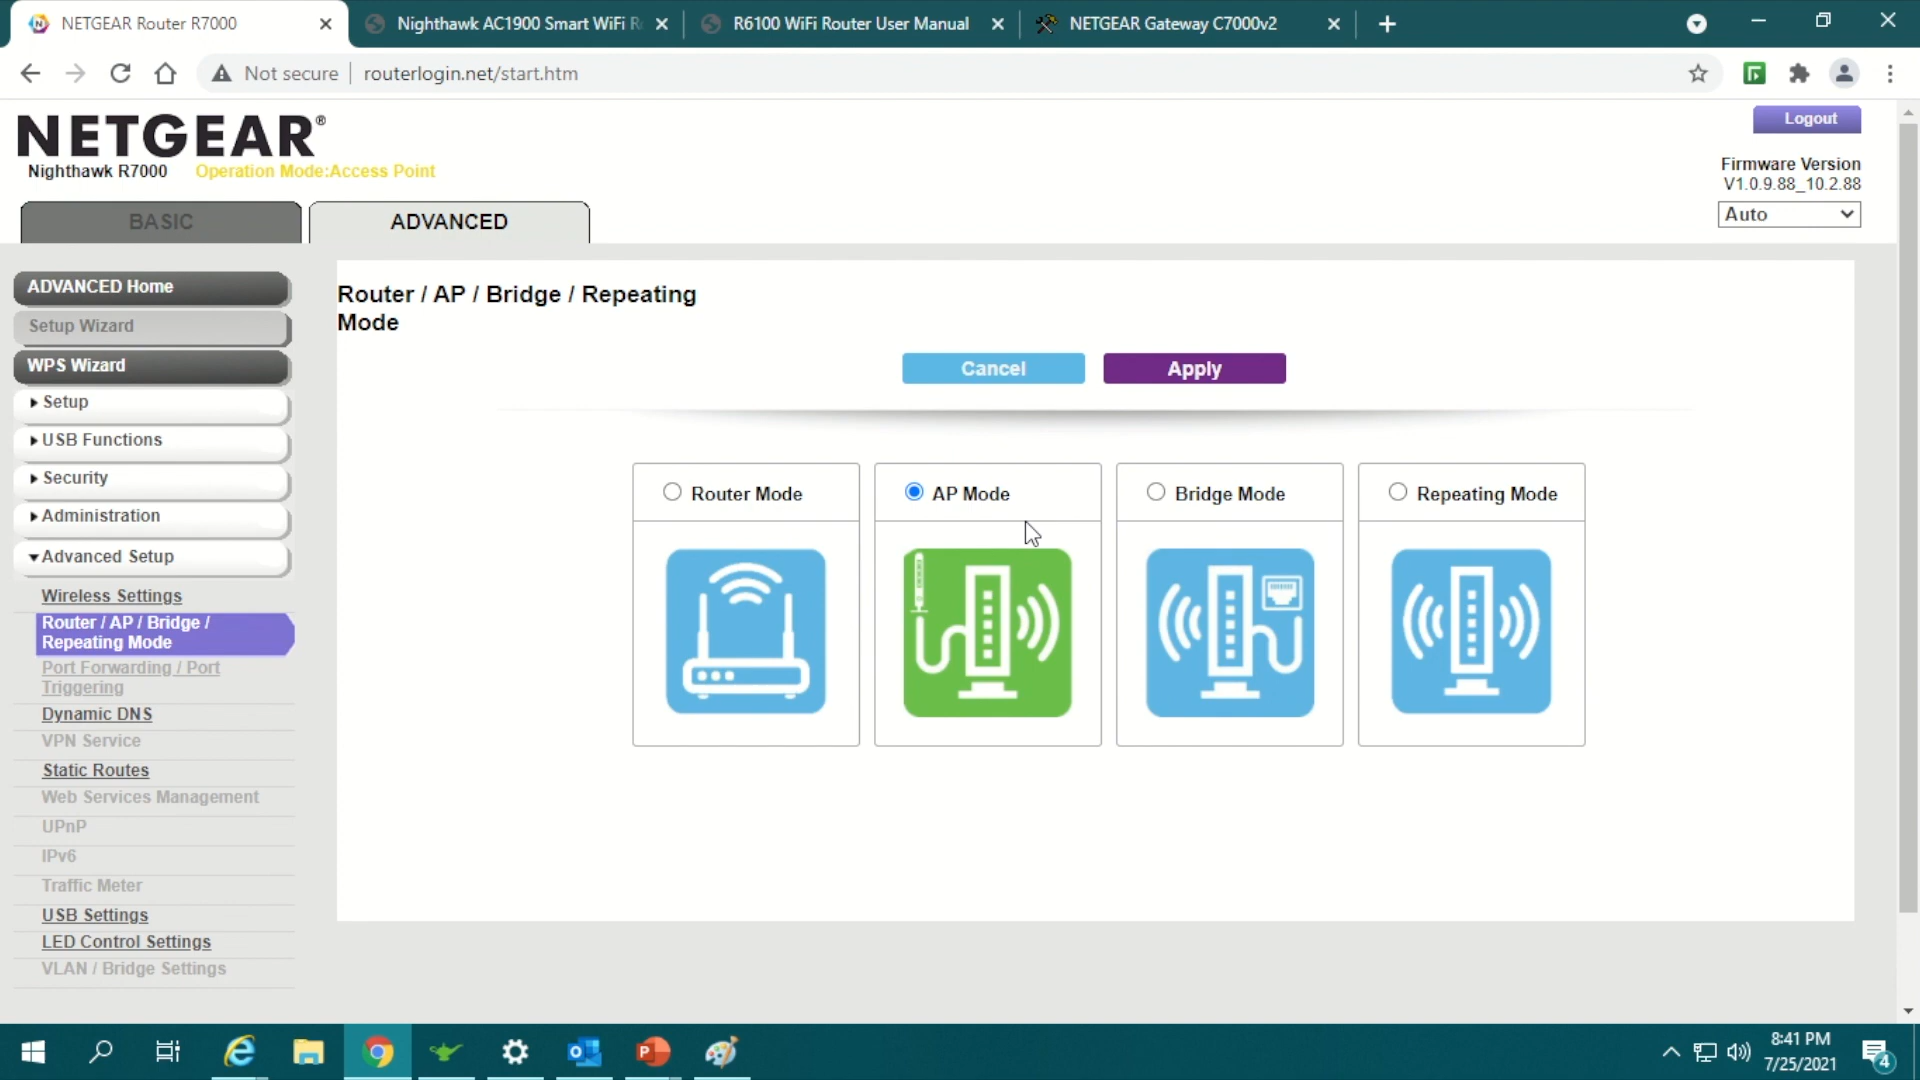 NETGEAR Router R7000
Nighthawk AC1900 Smart WiFi R
R6100 WiFi Router User Manual
NETGEAR Gateway C7000v2
Not secure
routerlogin.net/start.htm
NETGEAR®
Logout
Nighthawk R7000
Operation Mode:Access Point
Firmware Version
V1.0.9.88_10.2.88
Auto
BASIC
ADVANCED
ADVANCED Home
Setup Wizard
WPS Wizard
Setup
USB Functions
Security
Administration
Advanced Setup
Wireless Settings
Router / AP / Bridge /
Repeating Mode
Port Forwarding / Port
Triggering
Dynamic DNS
VPN Service
Static Routes
Web Services Management
UPnP
IPv6
Traffic Meter
USB Settings
LED Control Settings
VLAN / Bridge Settings
Router / AP / Bridge / Repeating
Mode
Cancel
Apply
Router Mode
AP Mode
Bridge Mode
Repeating Mode
8:41 PM
7/25/2021
4